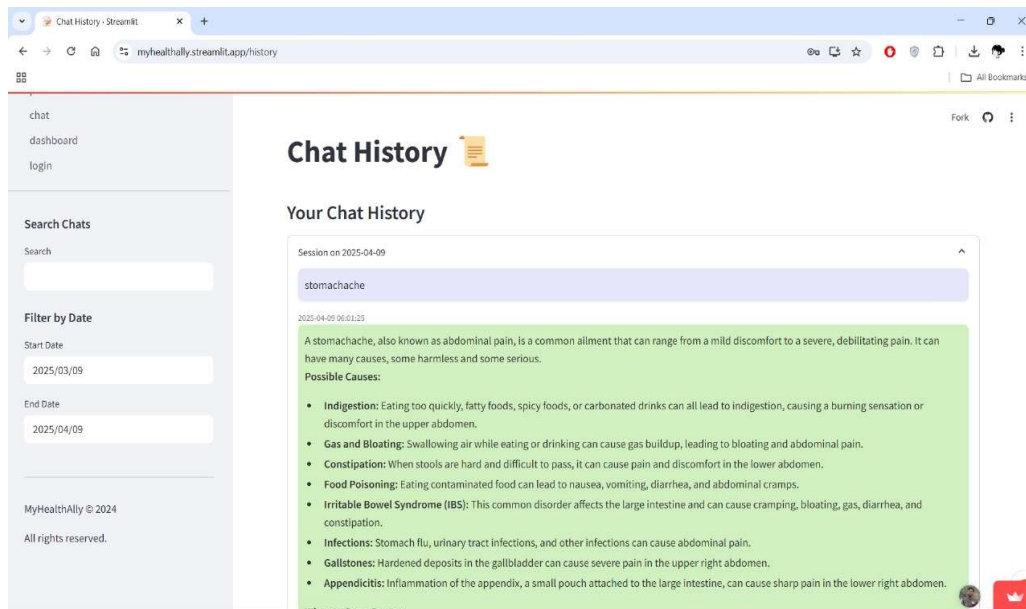 Chat History · Streamlit
myhealthally.streamlit.app/history
All Bookmarks
chat
dashboard
login
Search Chats
Search
Filter by Date
Start Date
2025/03/09
End Date
2025/04/09
MyHealthAlly © 2024
All rights reserved.
Fork
Chat History
Your Chat History
Session on 2025-04-09
stomachache
2025-04-09 06:01:25
A stomachache, also known as abdominal pain, is a common ailment that can range from a mild discomfort to a severe, debilitating pain. It can
have many causes, some harmless and some serious.
Possible Causes:
• Indigestion: Eating too quickly, fatty foods, spicy foods, or carbonated drinks can all lead to indigestion, causing a burning sensation or
discomfort in the upper abdomen.
• Gas and Bloating: Swallowing air while eating or drinking can cause gas buildup, leading to bloating and abdominal pain.
• Constipation: When stools are hard and difficult to pass, it can cause pain and discomfort in the lower abdomen.
• Food Poisoning: Eating contaminated food can lead to nausea, vomiting, diarrhea, and abdominal cramps.
• Irritable Bowel Syndrome (IBS): This common disorder affects the large intestine and can cause cramping, bloating, gas, diarrhea, and
constipation.
• Infections: Stomach flu, urinary tract infections, and other infections can cause abdominal pain.
• Gallstones: Hardened deposits in the gallbladder can cause severe pain in the upper right abdomen.
• Appendicitis: Inflammation of the appendix, a small pouch attached to the large intestine, can cause sharp pain in the lower right abdomen.